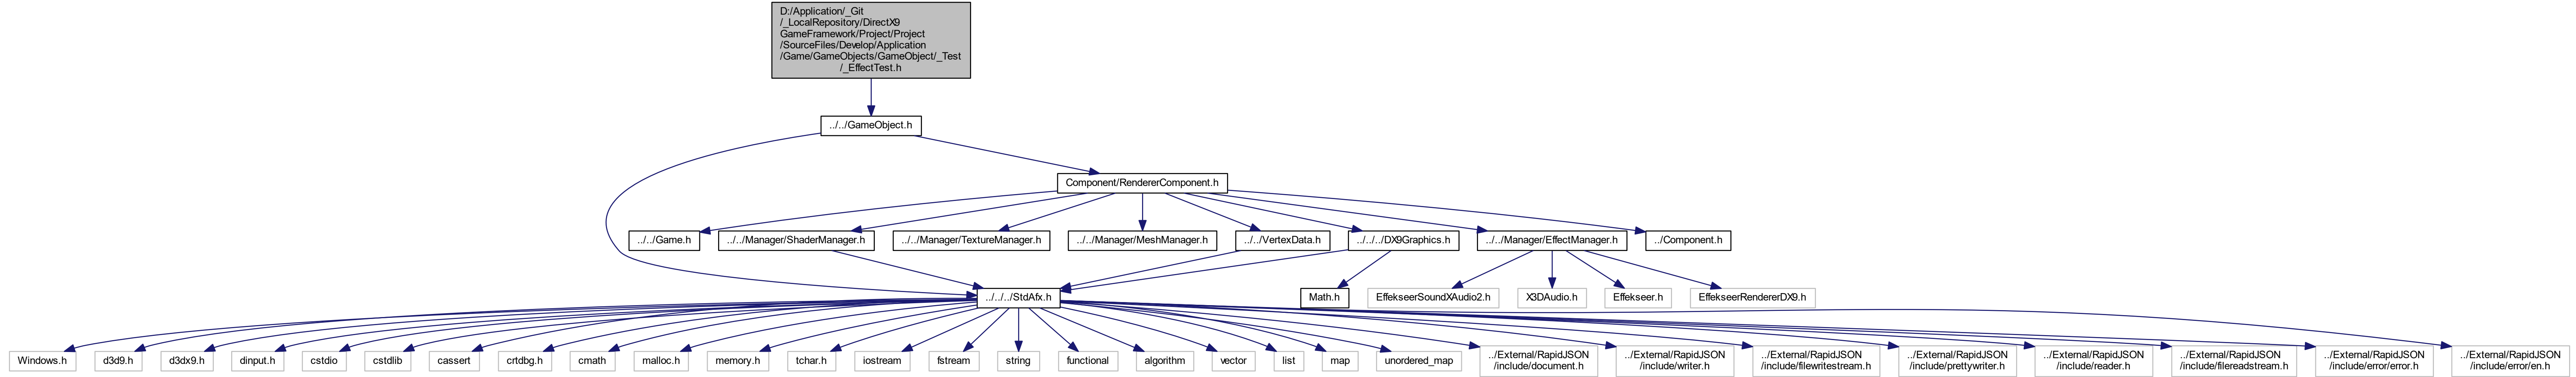 D:/Application/_Git
/_LocalRepository/DirectX9
GameFramework/Project/Project
/SourceFiles/Develop/Application
/Game/GameObjects/GameObject/_Test
/_EffectTest.h
../../GameObject.h
Component/RendererComponent.h
../../Game.h
../../Manager/ShaderManager.h
../../Manager/TextureManager.h
../../Manager/MeshManager.h
../../VertexData.h
../../../DX9Graphics.h
../../Manager/EffectManager.h
../Component.h
../../../StdAfx.h
Math.h
EffekseerSoundXAudio2.h
X3DAudio.h
Effekseer.h
EffekseerRendererDX9.h
Windows.h
d3d9.h
d3dx9.h
dinput.h
cstdio
cstdlib
cassert
crtdbg.h
cmath
malloc.h
memory.h
tchar.h
iostream
fstream
string
functional
algorithm
vector
list
map
unordered_map
../External/RapidJSON
/include/document.h
../External/RapidJSON
/include/writer.h
../External/RapidJSON
/include/filewritestream.h
../External/RapidJSON
/include/prettywriter.h
../External/RapidJSON
/include/reader.h
../External/RapidJSON
/include/filereadstream.h
../External/RapidJSON
/include/error/error.h
../External/RapidJSON
/include/error/en.h